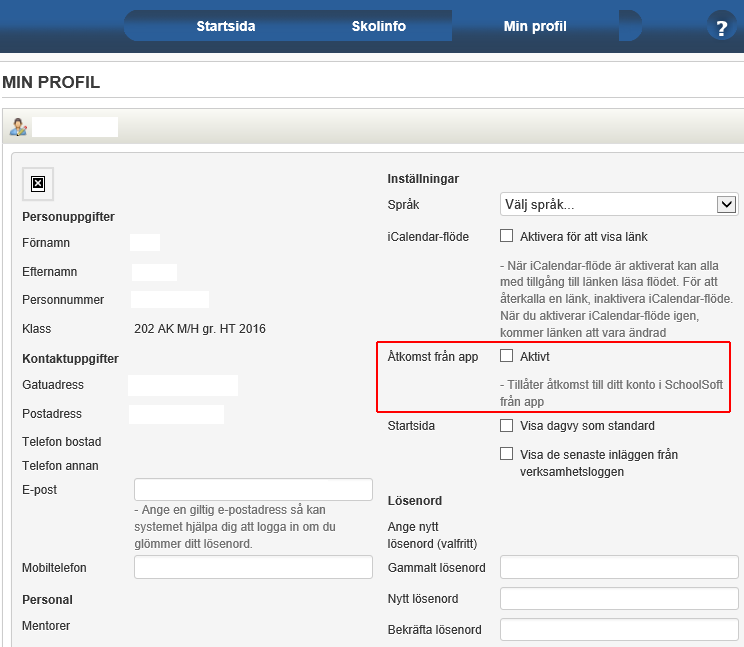 Startsida
Skolinfo
Min profil
?
MIN PROFIL
Personuppgifter
Förnamn
Efternamn
Personnummer
Klass
202 AK M/H gr. HT 2016
Kontaktuppgifter
Gatuadress
Postadress
Telefon bostad
Telefon annan
E-post
- Ange en giltig e-postadress så kan
systemet hjälpa dig att logga in om du
glömmer ditt lösenord.
Mobiltelefon
Personal
Mentorer
Inställningar
Språk
Välj språk...
iCalendar-flöde
Aktivera för att visa länk
- När iCalendar-flöde är aktiverat kan alla
med tillgång till länken läsa flödet. För att
återkalla en länk, inaktivera iCalendar-flöde.
När du aktiverar iCalendar-flöde igen,
kommer länken att vara ändrad
Åtkomst från app
Aktivt
- Tillåter åtkomst till ditt konto i SchoolSoft
från app
Startsida
Visa dagvy som standard
Visa de senaste inläggen från
verksamhetsloggen
Lösenord
Ange nytt
lösenord (valfritt)
Gammalt lösenord
Nytt lösenord
Bekräfta lösenord